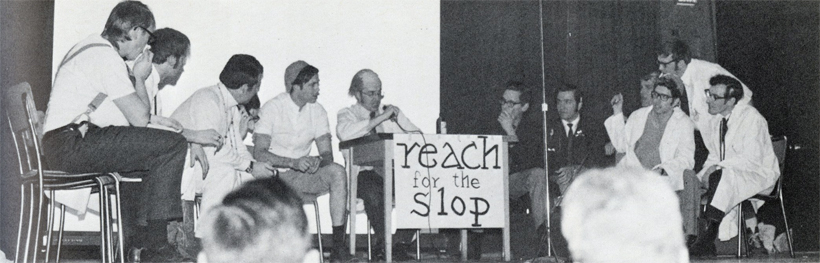 reach
for the
slop